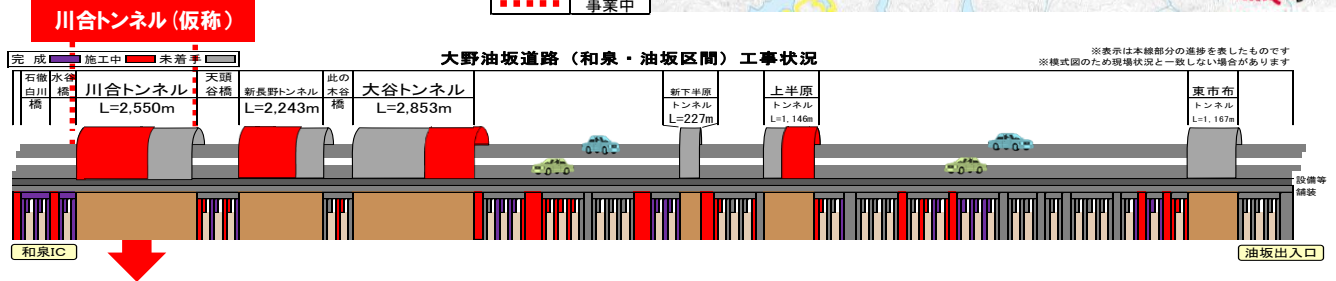 事業中
川合トンネル(仮称)
完 成 施工中 未着手
大野油坂道路(和泉・油坂区間)工事状況
※表示は本線部分の進捗を表したものです
※模式図のため現場状況と一致しない場合があります
石徹白川橋
水谷橋
川合トンネル
L=2,550m
天頭谷橋
新長野トンネル
L=2,243m
此の木谷橋
大谷トンネル
L=2,853m
新下半原
トンネル
L=227m
上半原
トンネル
L=1,146m
東市布
トンネル
L=1,167m
設備等
舗装
和泉IC
油坂出入口